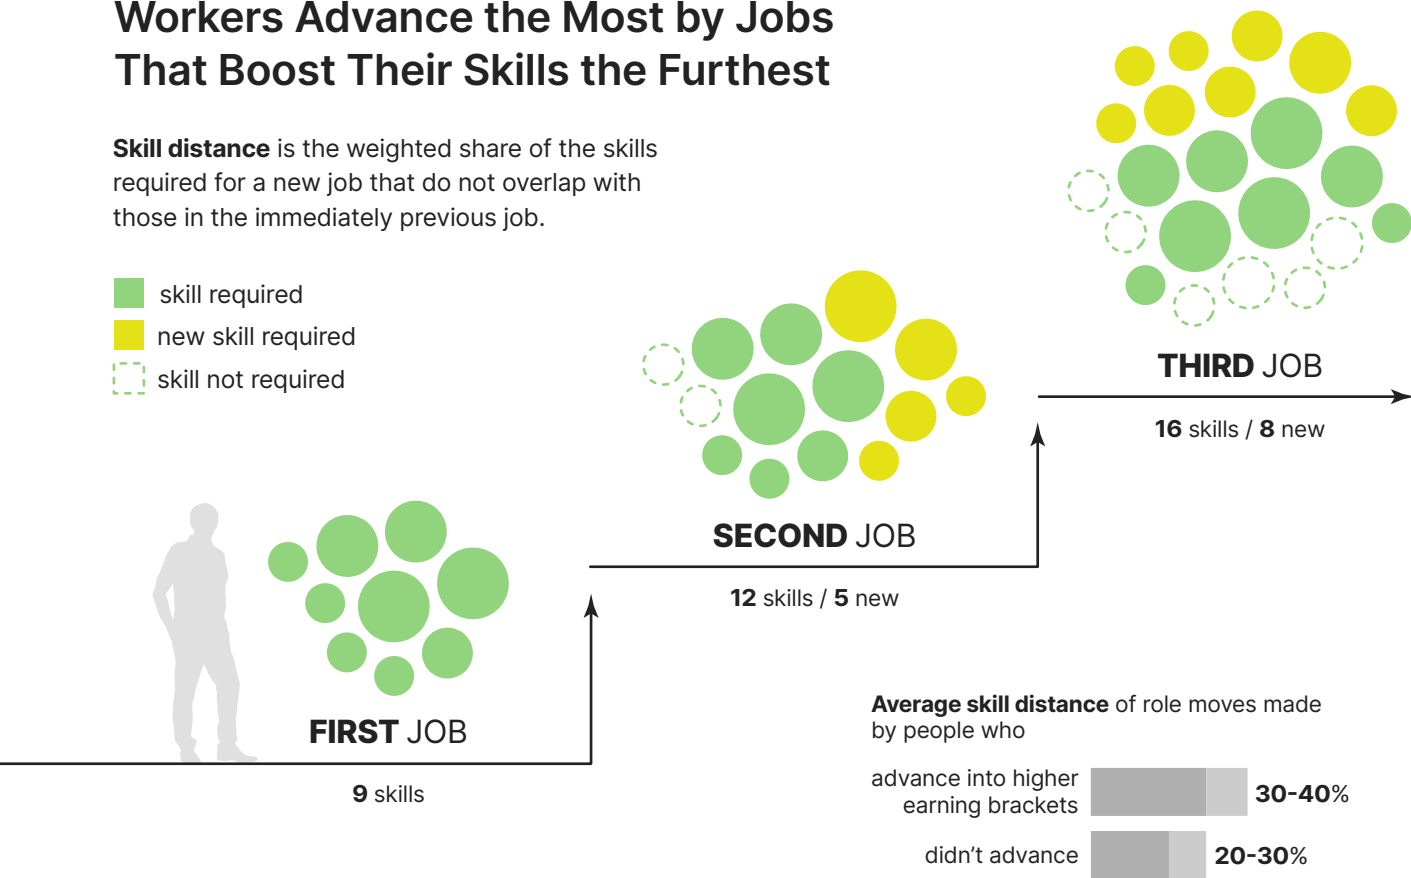 Workers Advance the Most by Jobs
That Boost Their Skills the Furthest
Skill distance is the weighted share of the skills
required for a new job that do not overlap with
those in the immediately previous job.
skill required
new skill required
skill not required
FIRST JOB
9 skills
SECOND JOB
12 skills / 5 new
THIRD JOB
16 skills / 8 new
Average skill distance of role moves made
by people who
advance into higher
earning brackets
30-40%
didn’t advance
20-30%